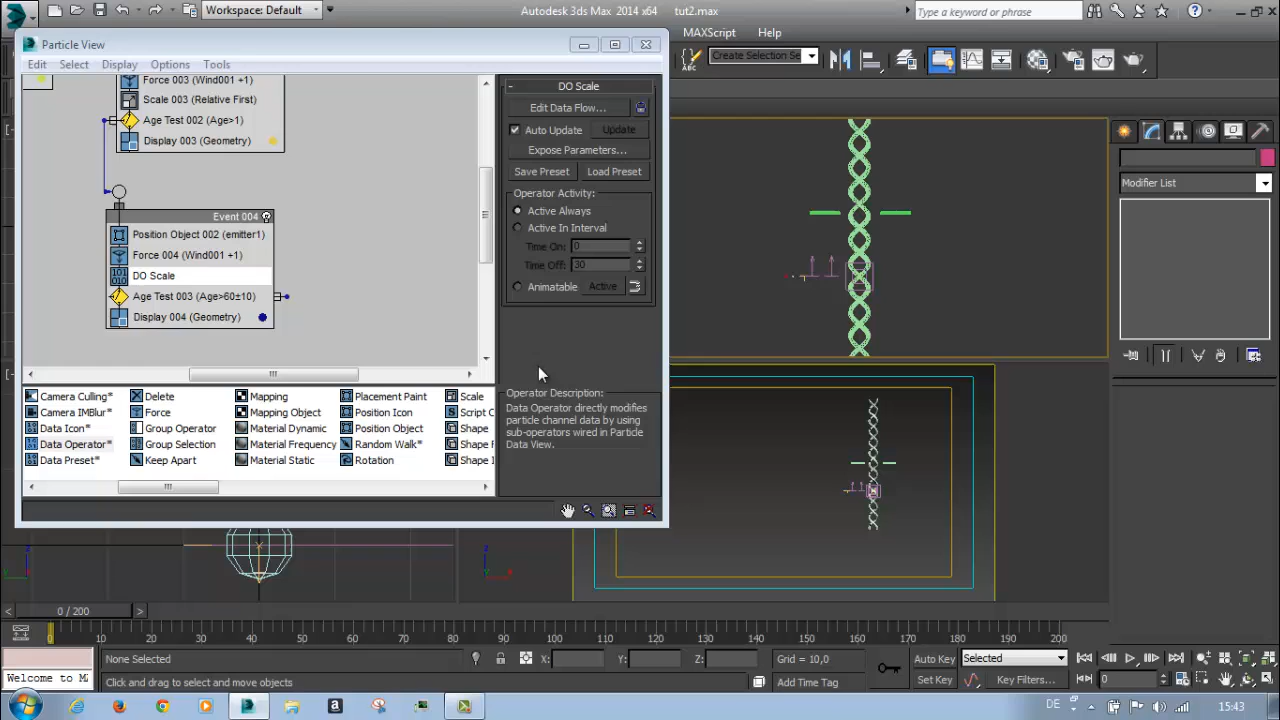 Workspace: Default
Autodesk 3ds Max 2014 x64
tut2.max
Type a keyword or phrase
Particle View
MAXScript
Help
Edit
Select
Display
Options
Tools
Create Selection Se
Force 003 (Wind001 +1)
Scale 003 (Relative First)
Age Test 002 (Age>1)
Display 003 (Geometry)
Event 004
Position Object 002 (emitter1)
Force 004 (Wind001 +1)
DO Scale
Age Test 003 (Age>60±10)
Display 004 (Geometry)
DO Scale
Edit Data Flow...
Auto Update
Update
Expose Parameters...
Save Preset
Load Preset
Operator Activity:
Active Always
Active In Interval
Time On: 0
Time Off: 30
Animatable
Active
Operator Description:
Data Operator directly modifies
particle channel data by using
sub-operators wired in Particle
Data View.
Camera Culling*
Delete
Mapping
Placement Paint
Scale
Camera IMBlur*
Force
Mapping Object
Position Icon
Script C
Data Icon*
Group Operator
Material Dynamic
Position Object
Shape
Data Operator*
Group Selection
Material Frequency
Random Walk*
Shape F
Data Preset*
Keep Apart
Material Static
Rotation
Shape I
Modifier List
0 / 200
0 10 20 30 40 50 60 70 80 90 100 110 120 130 140 150 160 170 180 190 200
None Selected
X:
Y:
Z:
Grid = 10,0
Auto Key
Selected
Welcome to M
Click and drag to select and move objects
Add Time Tag
Set Key
Key Filters...
0
DE
15:43